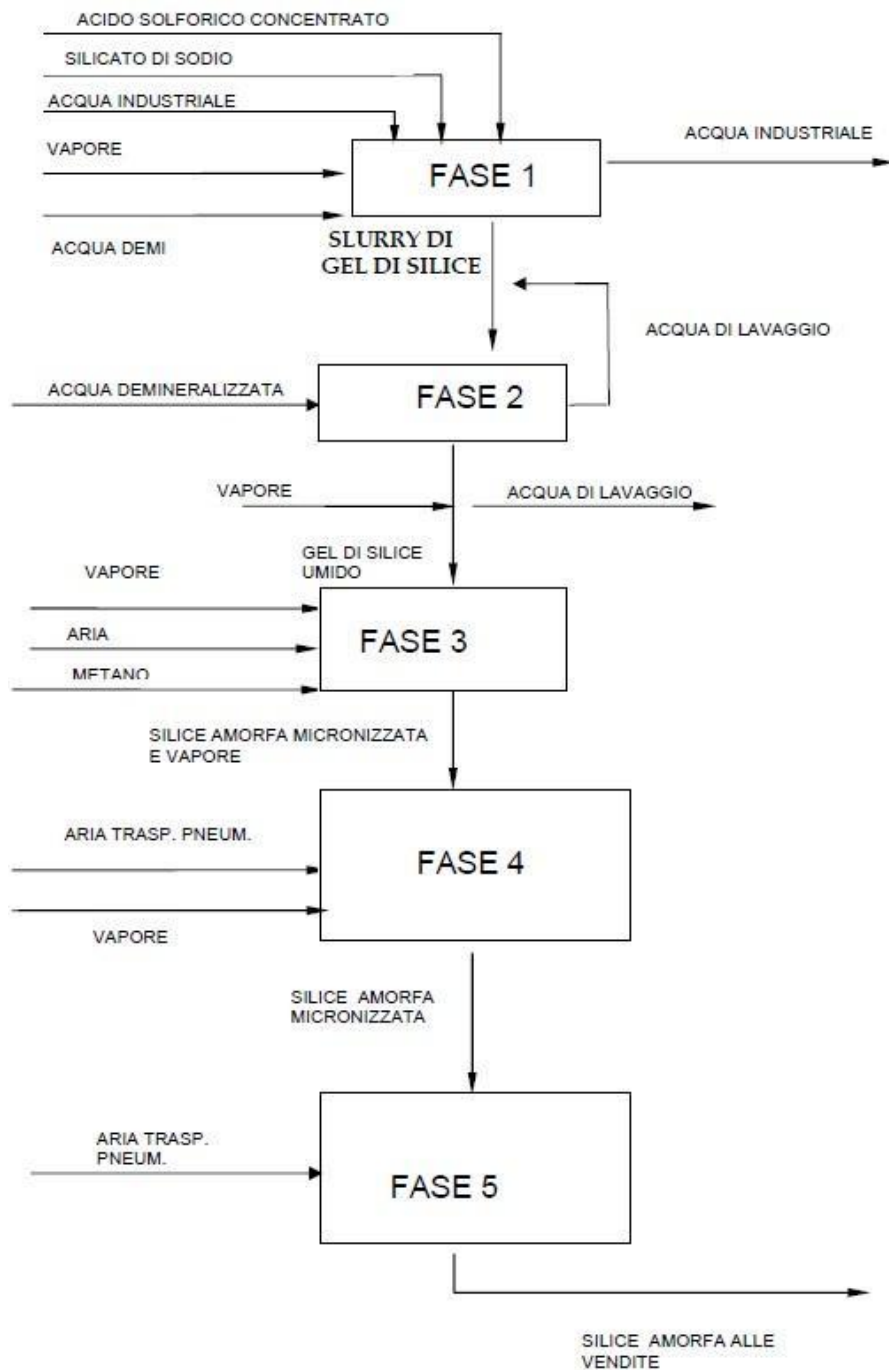 ACIDO SOLFORICO CONCENTRATO
SILICATO DI SODIO
ACQUA INDUSTRIALE
ACQUA INDUSTRIALE
VAPORE
FASE 1
ACQUA DEMI
SLURRY DI
GEL DI SILICE
ACQUA DI LAVAGGIO
ACQUA DEMINERALIZZATA
FASE 2
VAPORE
ACQUA DI LAVAGGIO
GEL DI SILICE
UMIDO
VAPORE
ARIA
FASE 3
METANO
SILICE AMORFA MICRONIZZATA
E VAPORE
ARIA TRASP. PNEUM.
FASE 4
VAPORE
SILICE AMORFA
MICRONIZZATA
ARIA TRASP.
PNEUM.
FASE 5
SILICE AMORFA ALLE
VENDITE